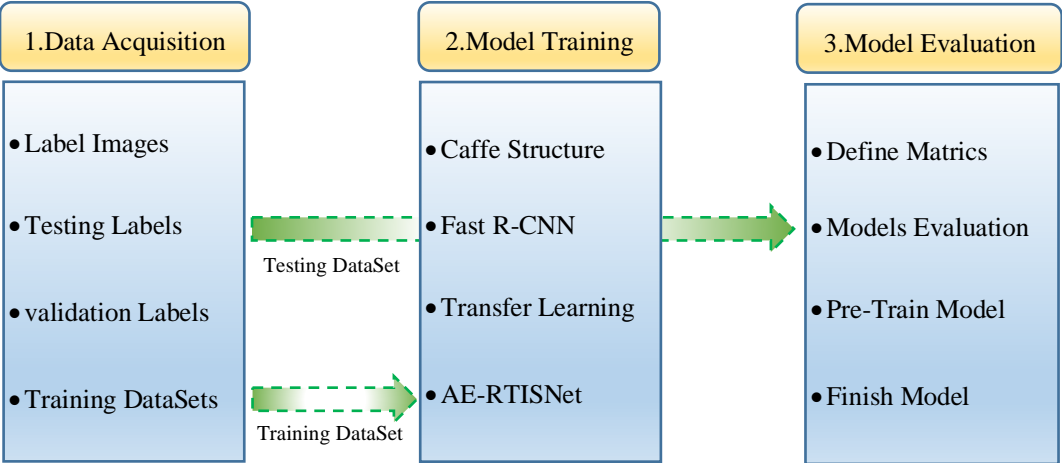 1.Data Acquisition
• Label Images
• Testing Labels
• validation Labels
• Training DataSets
Testing DataSet
Training DataSet
2.Model Training
• Caffe Structure
• Fast R-CNN
• Transfer Learning
• AE-RTISNet
3.Model Evaluation
• Define Matrics
• Models Evaluation
• Pre-Train Model
• Finish Model